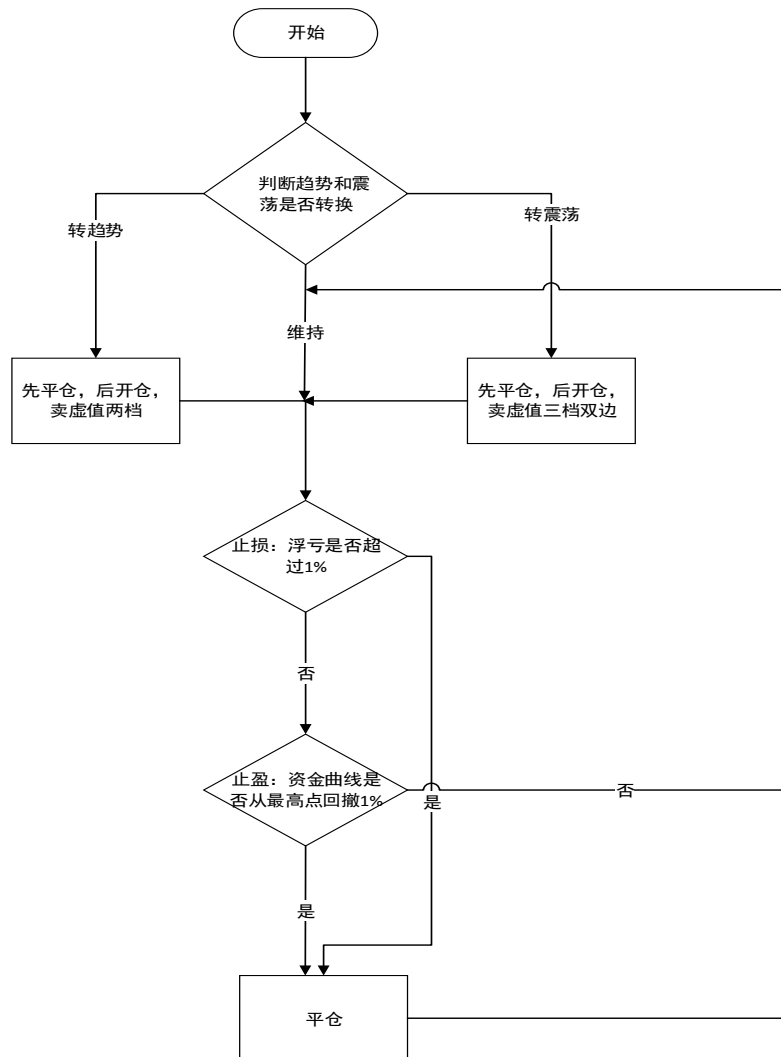 开始
判断趋势和震
荡是否转换
转趋势
转震荡
维持
先平仓，后开仓，
卖虚值两档
先平仓，后开仓，
卖虚值三档双边
止损：浮亏是否超
过1%
否
止盈：资金曲线是
否从最高点回撤1%
否
是
是
平仓